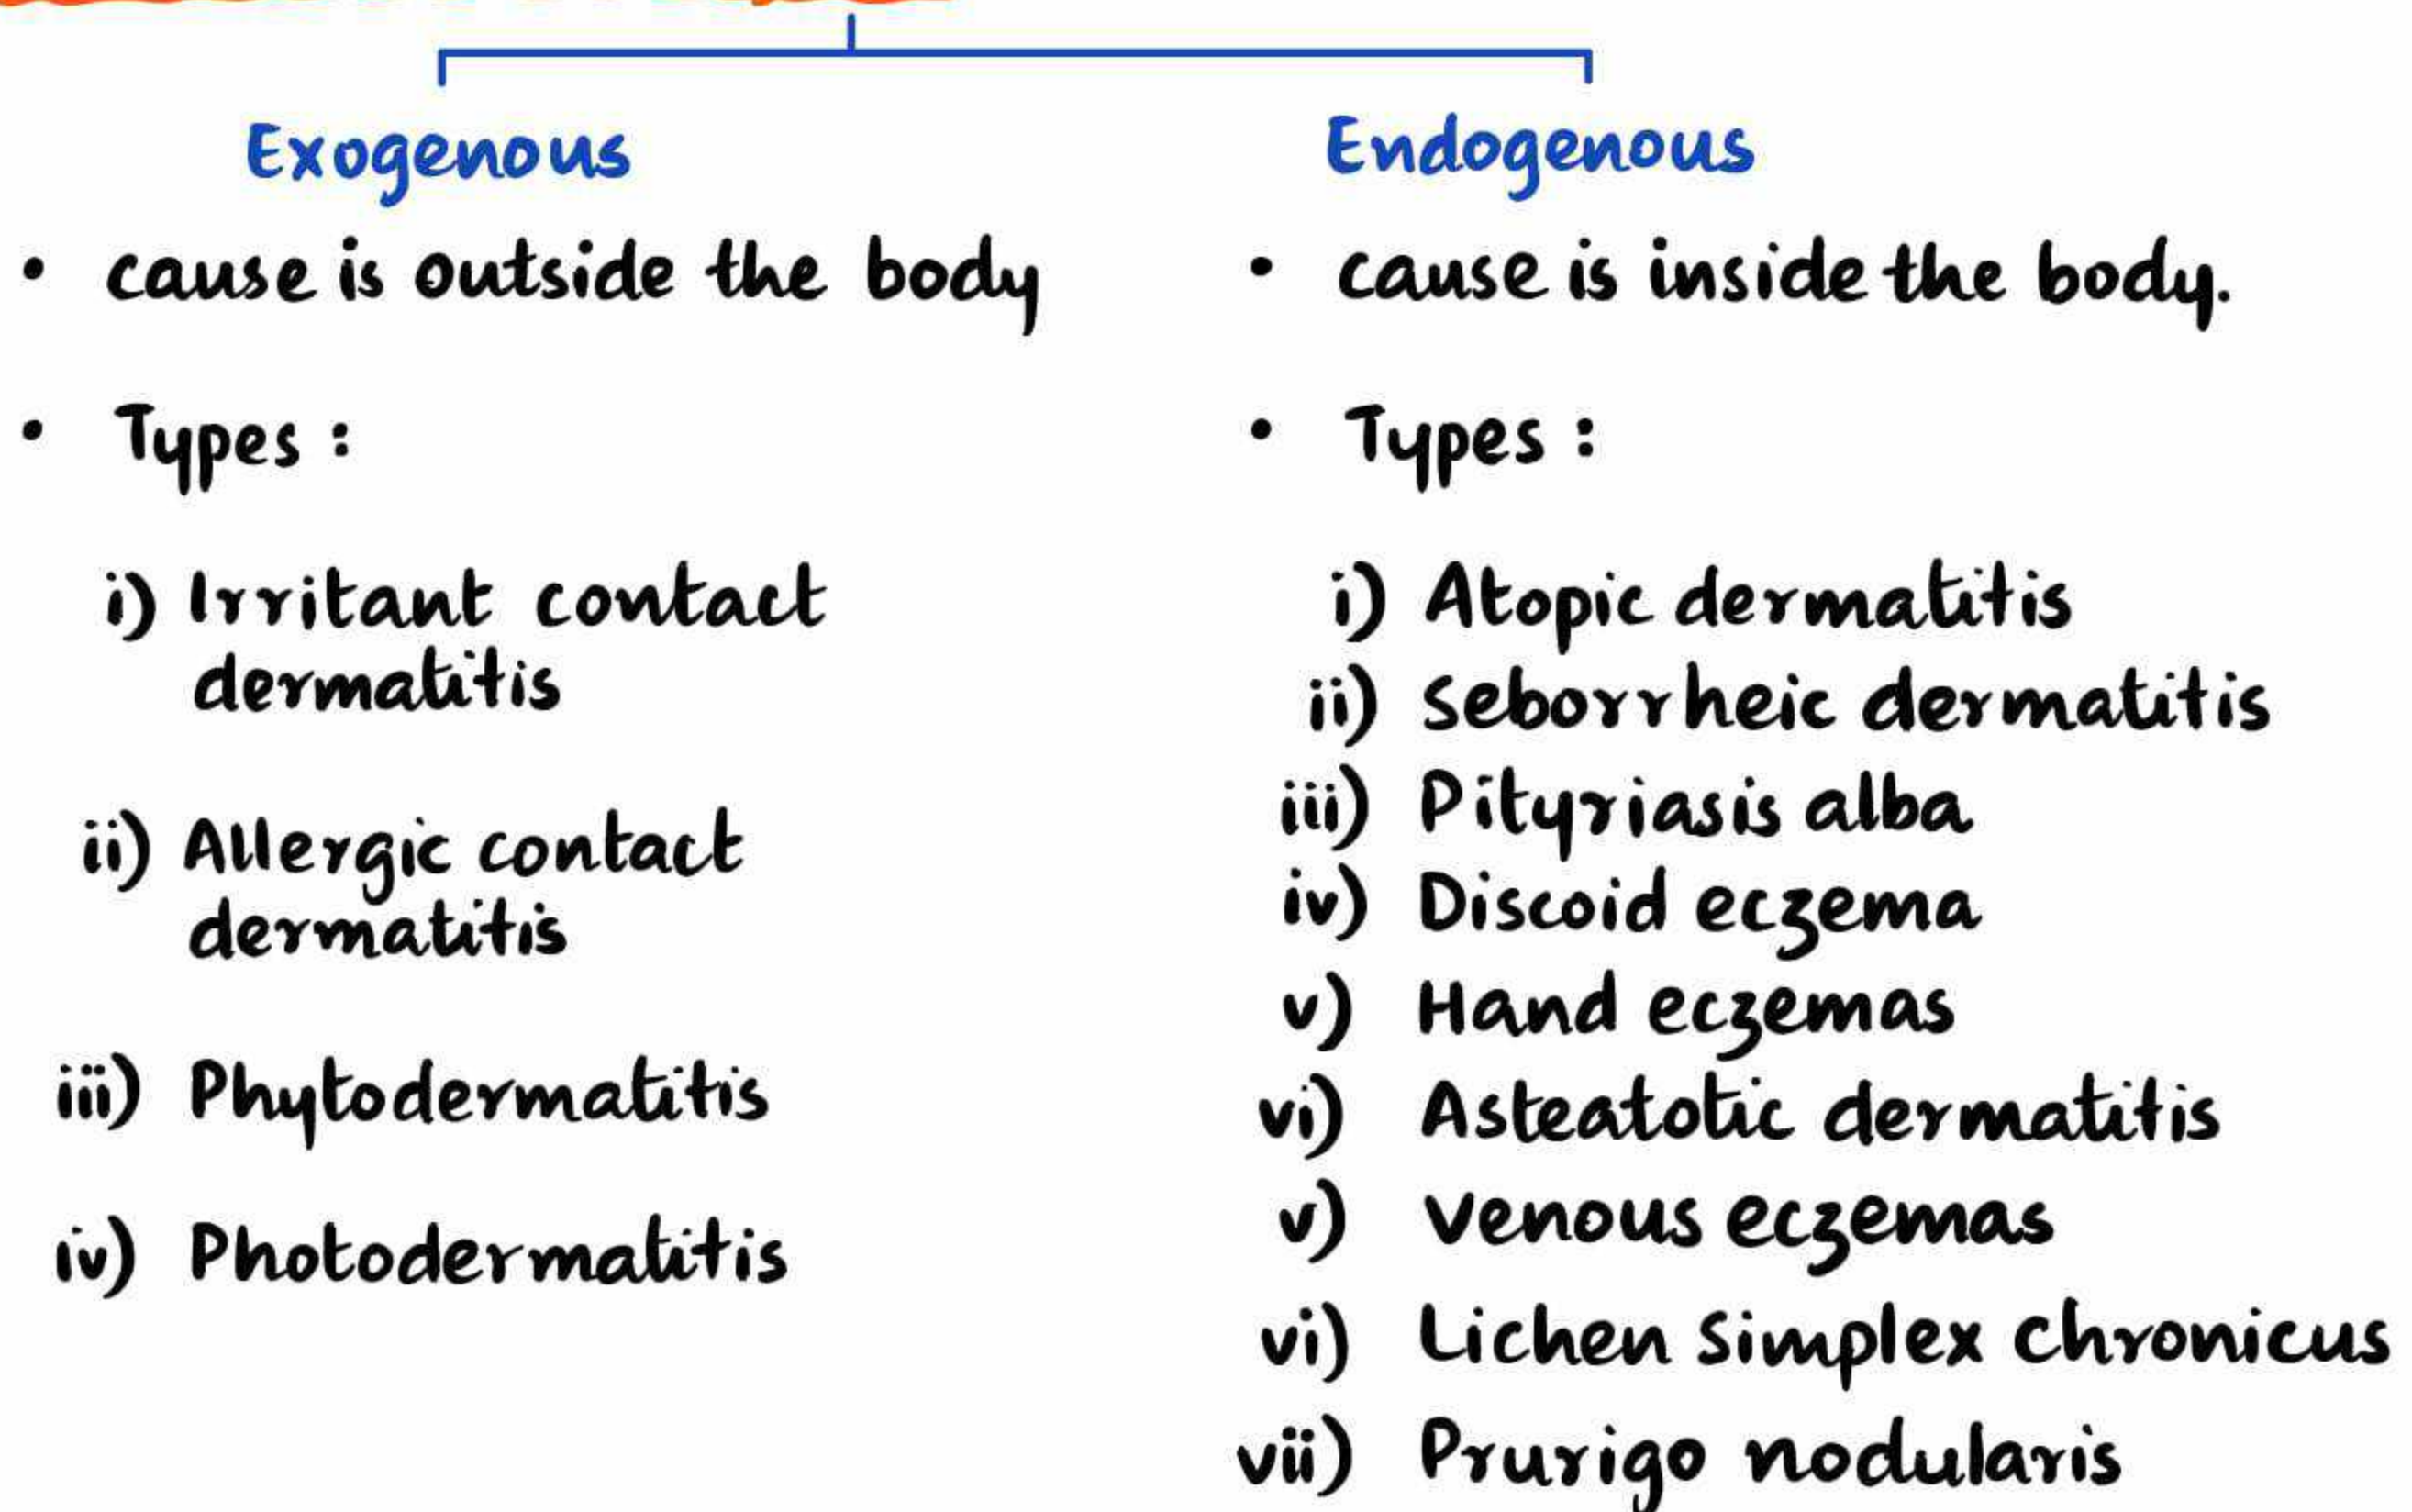 Exogenous
• cause is outside the body
• Types :
i) Irritant contact
dermatitis
ii) Allergic contact
dermatitis
iii) Phytodermatitis
iv) Photodermatitis
Endogenous
• cause is inside the body.
• Types :
i) Atopic dermatitis
ii) Seborrheic dermatitis
iii) Pityriasis alba
iv) Discoid eczema
v) Hand eczemas
vi) Asteatotic dermatitis
v) Venous eczemas
vi) Lichen simplex chronicus
vii) Prurigo nodularis